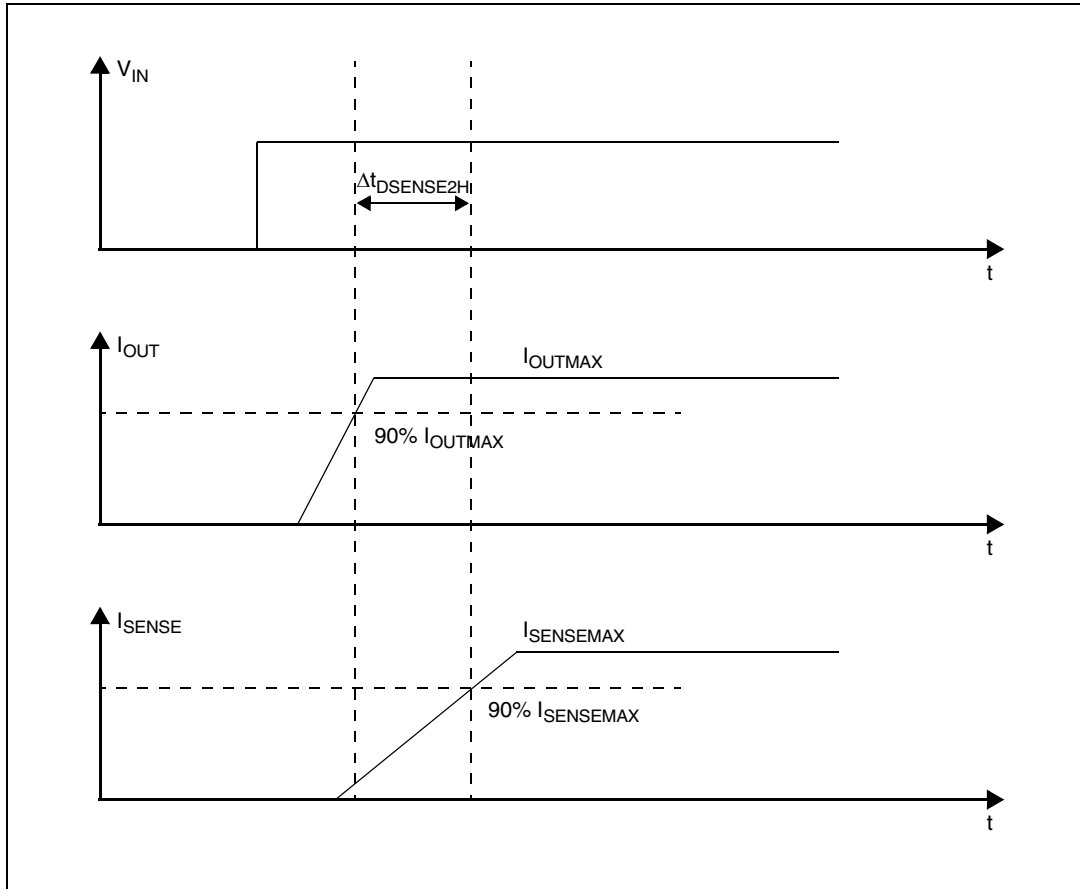 V_IN
Δt_DSENSE2H
t
I_OUT
I_OUTMAX
90% I_OUTMAX
t
I_SENSE
I_SENSEMAX
90% I_SENSEMAX
t